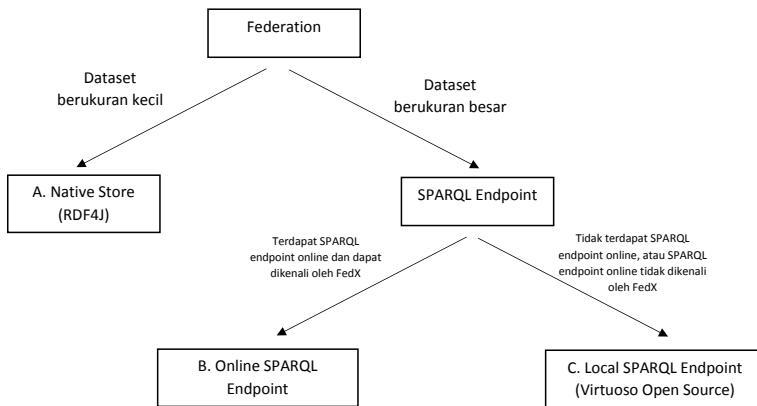 Federation
Dataset
berukuran kecil
Dataset
berukuran besar
A. Native Store
(RDF4J)
SPARQL Endpoint
Terdapat SPARQL
endpoint online dan dapat
dikenali oleh FedX
Tidak terdapat SPARQL
endpoint online, atau SPARQL
endpoint online tidak dikenali
oleh FedX
B. Online SPARQL
Endpoint
C. Local SPARQL Endpoint
(Virtuoso Open Source)